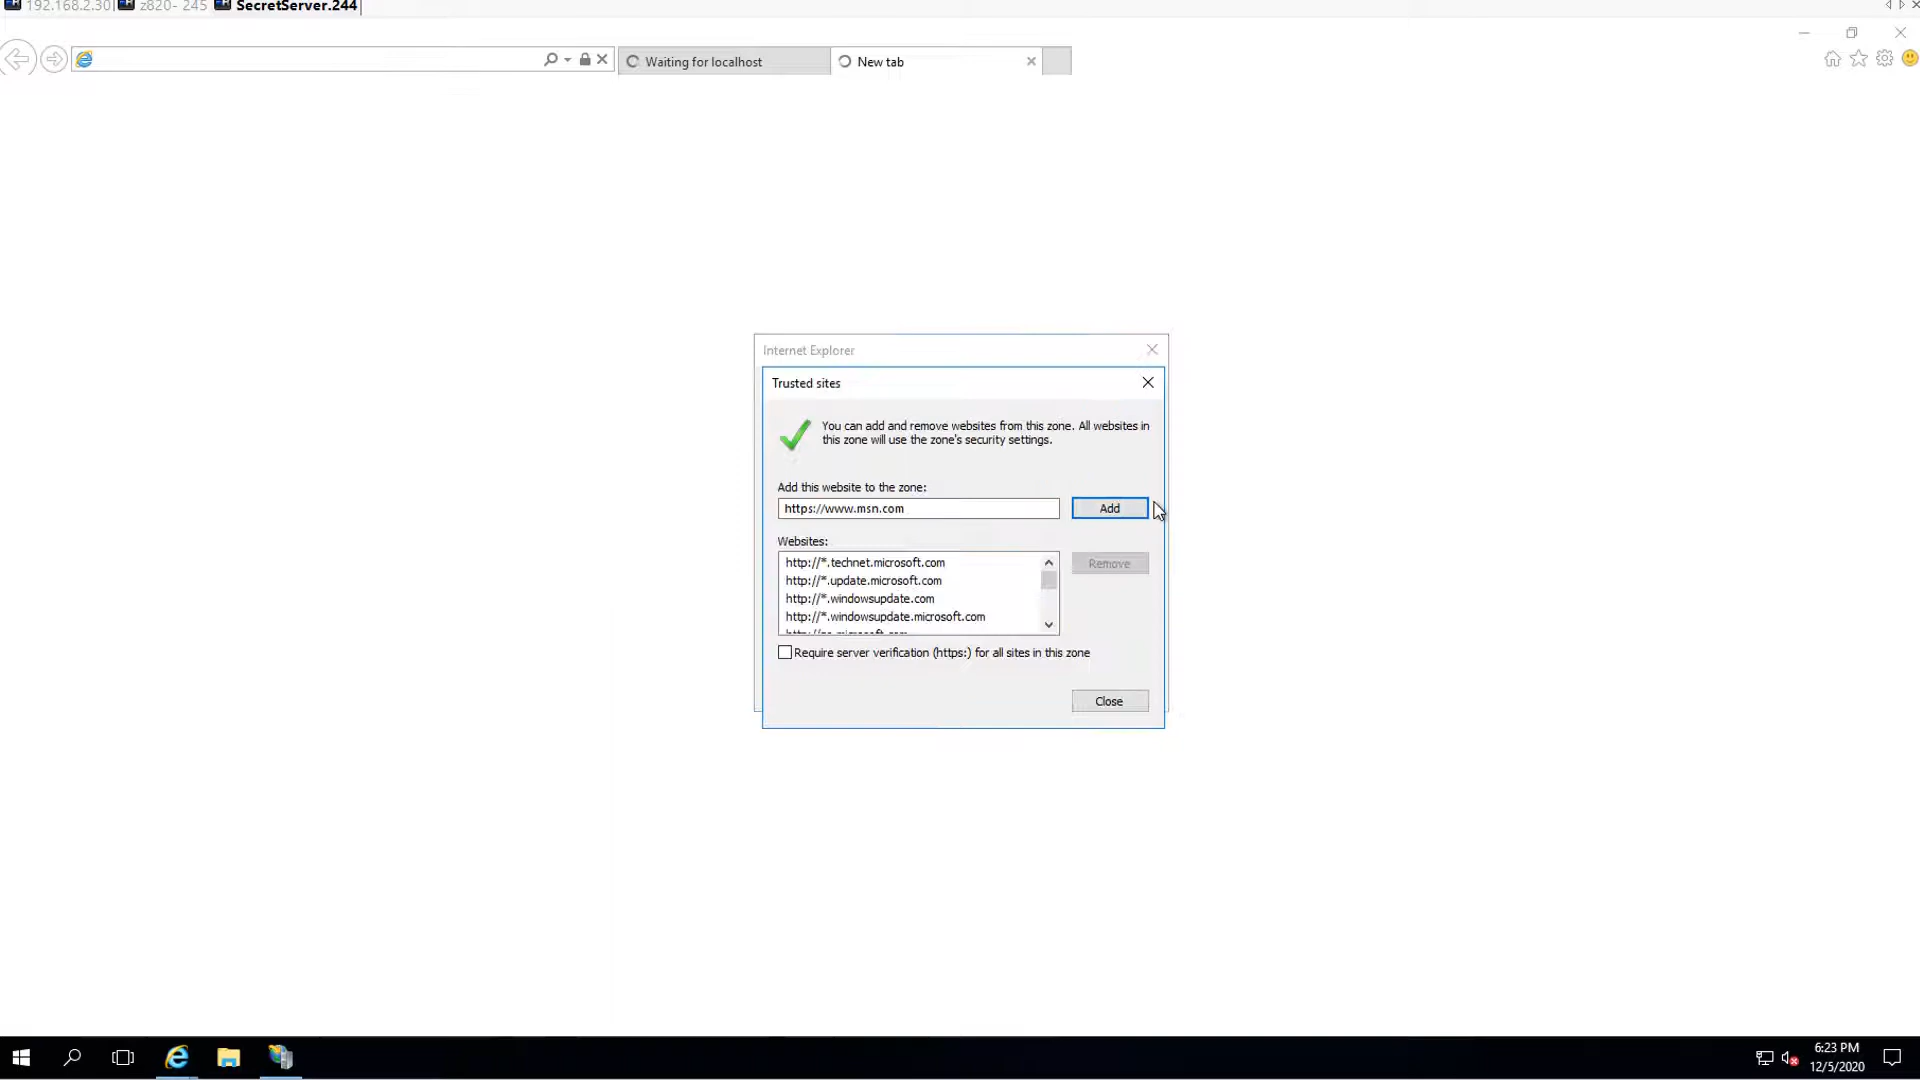 192.168.2.30 z820- 245 SecretServer.244
Waiting for localhost New tab
Internet Explorer
Trusted sites
You can add and remove websites from this zone. All websites in
this zone will use the zone's security settings.
Add this website to the zone:
https://www.msn.com Add
Websites:
http://*.technet.microsoft.com
Remove
http://*.update.microsoft.com
http://*.windowsupdate.com
http://*.windowsupdate.microsoft.com
Require server verification (https:) for all sites in this zone
Close
6:23 PM
12/5/2020